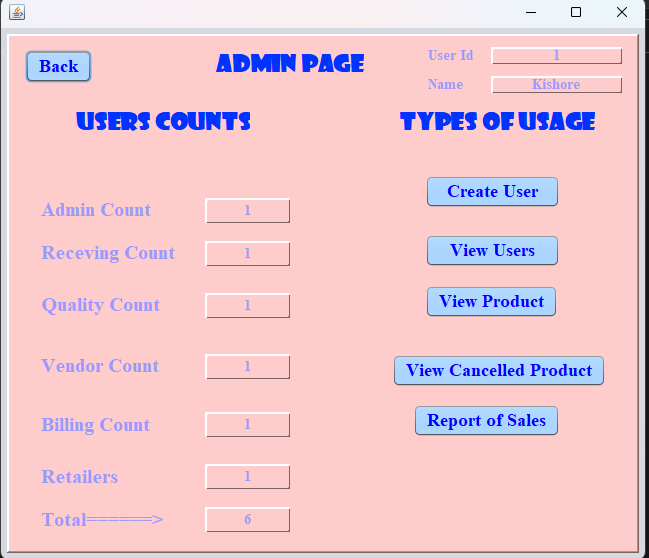 Back
ADMIN PAGE
User Id 1
Name Kishore
USERS COUNTS
TYPES OF USAGE
Admin Count 1
Receving Count 1
Quality Count 1
Vendor Count 1
Billing Count 1
Retailers 1
Total======> 6
Create User
View Users
View Product
View Cancelled Product
Report of Sales